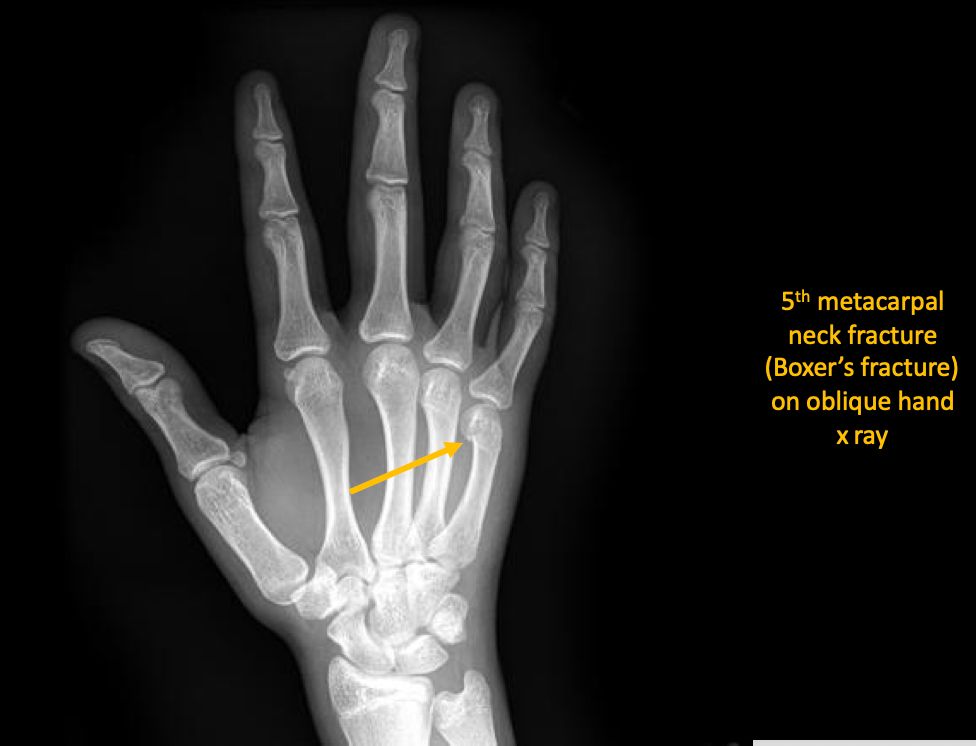 5th metacarpal
neck fracture
(Boxer's fracture)
on oblique hand
x ray